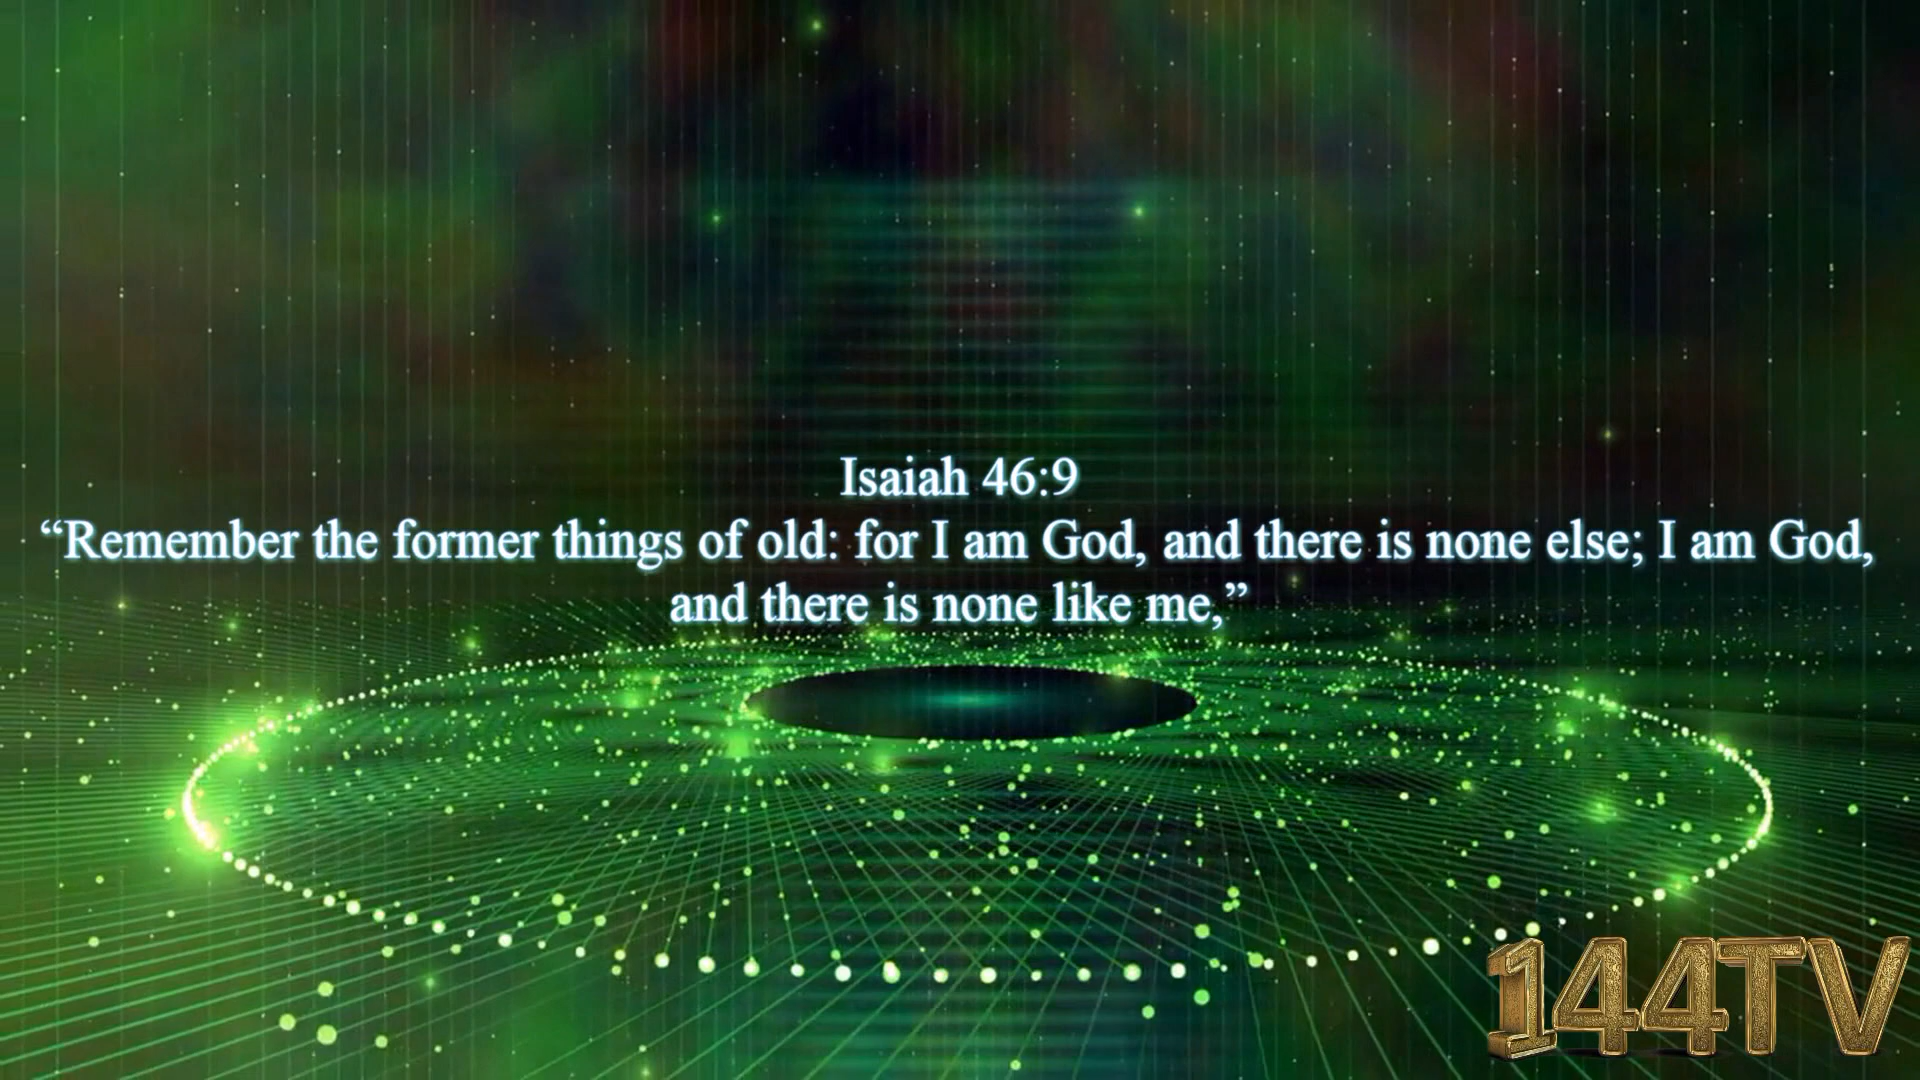 Isaiah 46:9
“Remember the former things of old: for I am God, and there is none else; I am God,
and there is none like me,”
144TV